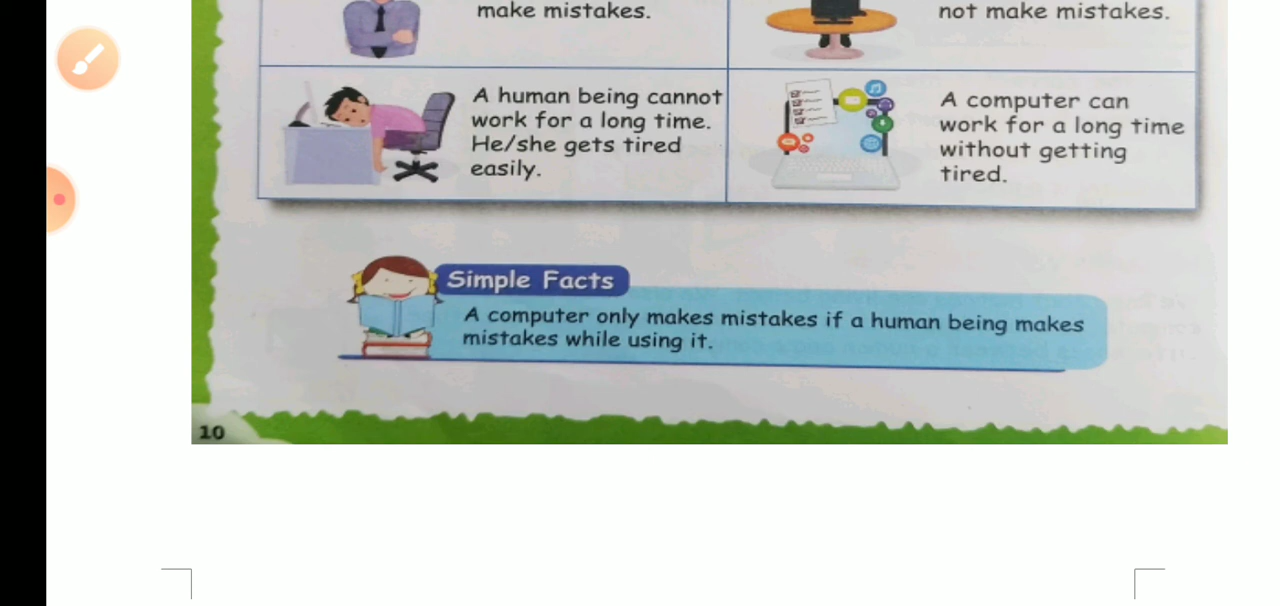 make mistakes.
not make mistakes.
A human being cannot
work for a long time.
He/she gets tired
easily.
A computer can
work for a long time
without getting
tired.
Simple Facts
A computer only makes mistakes if a human being makes
mistakes while using it.
10